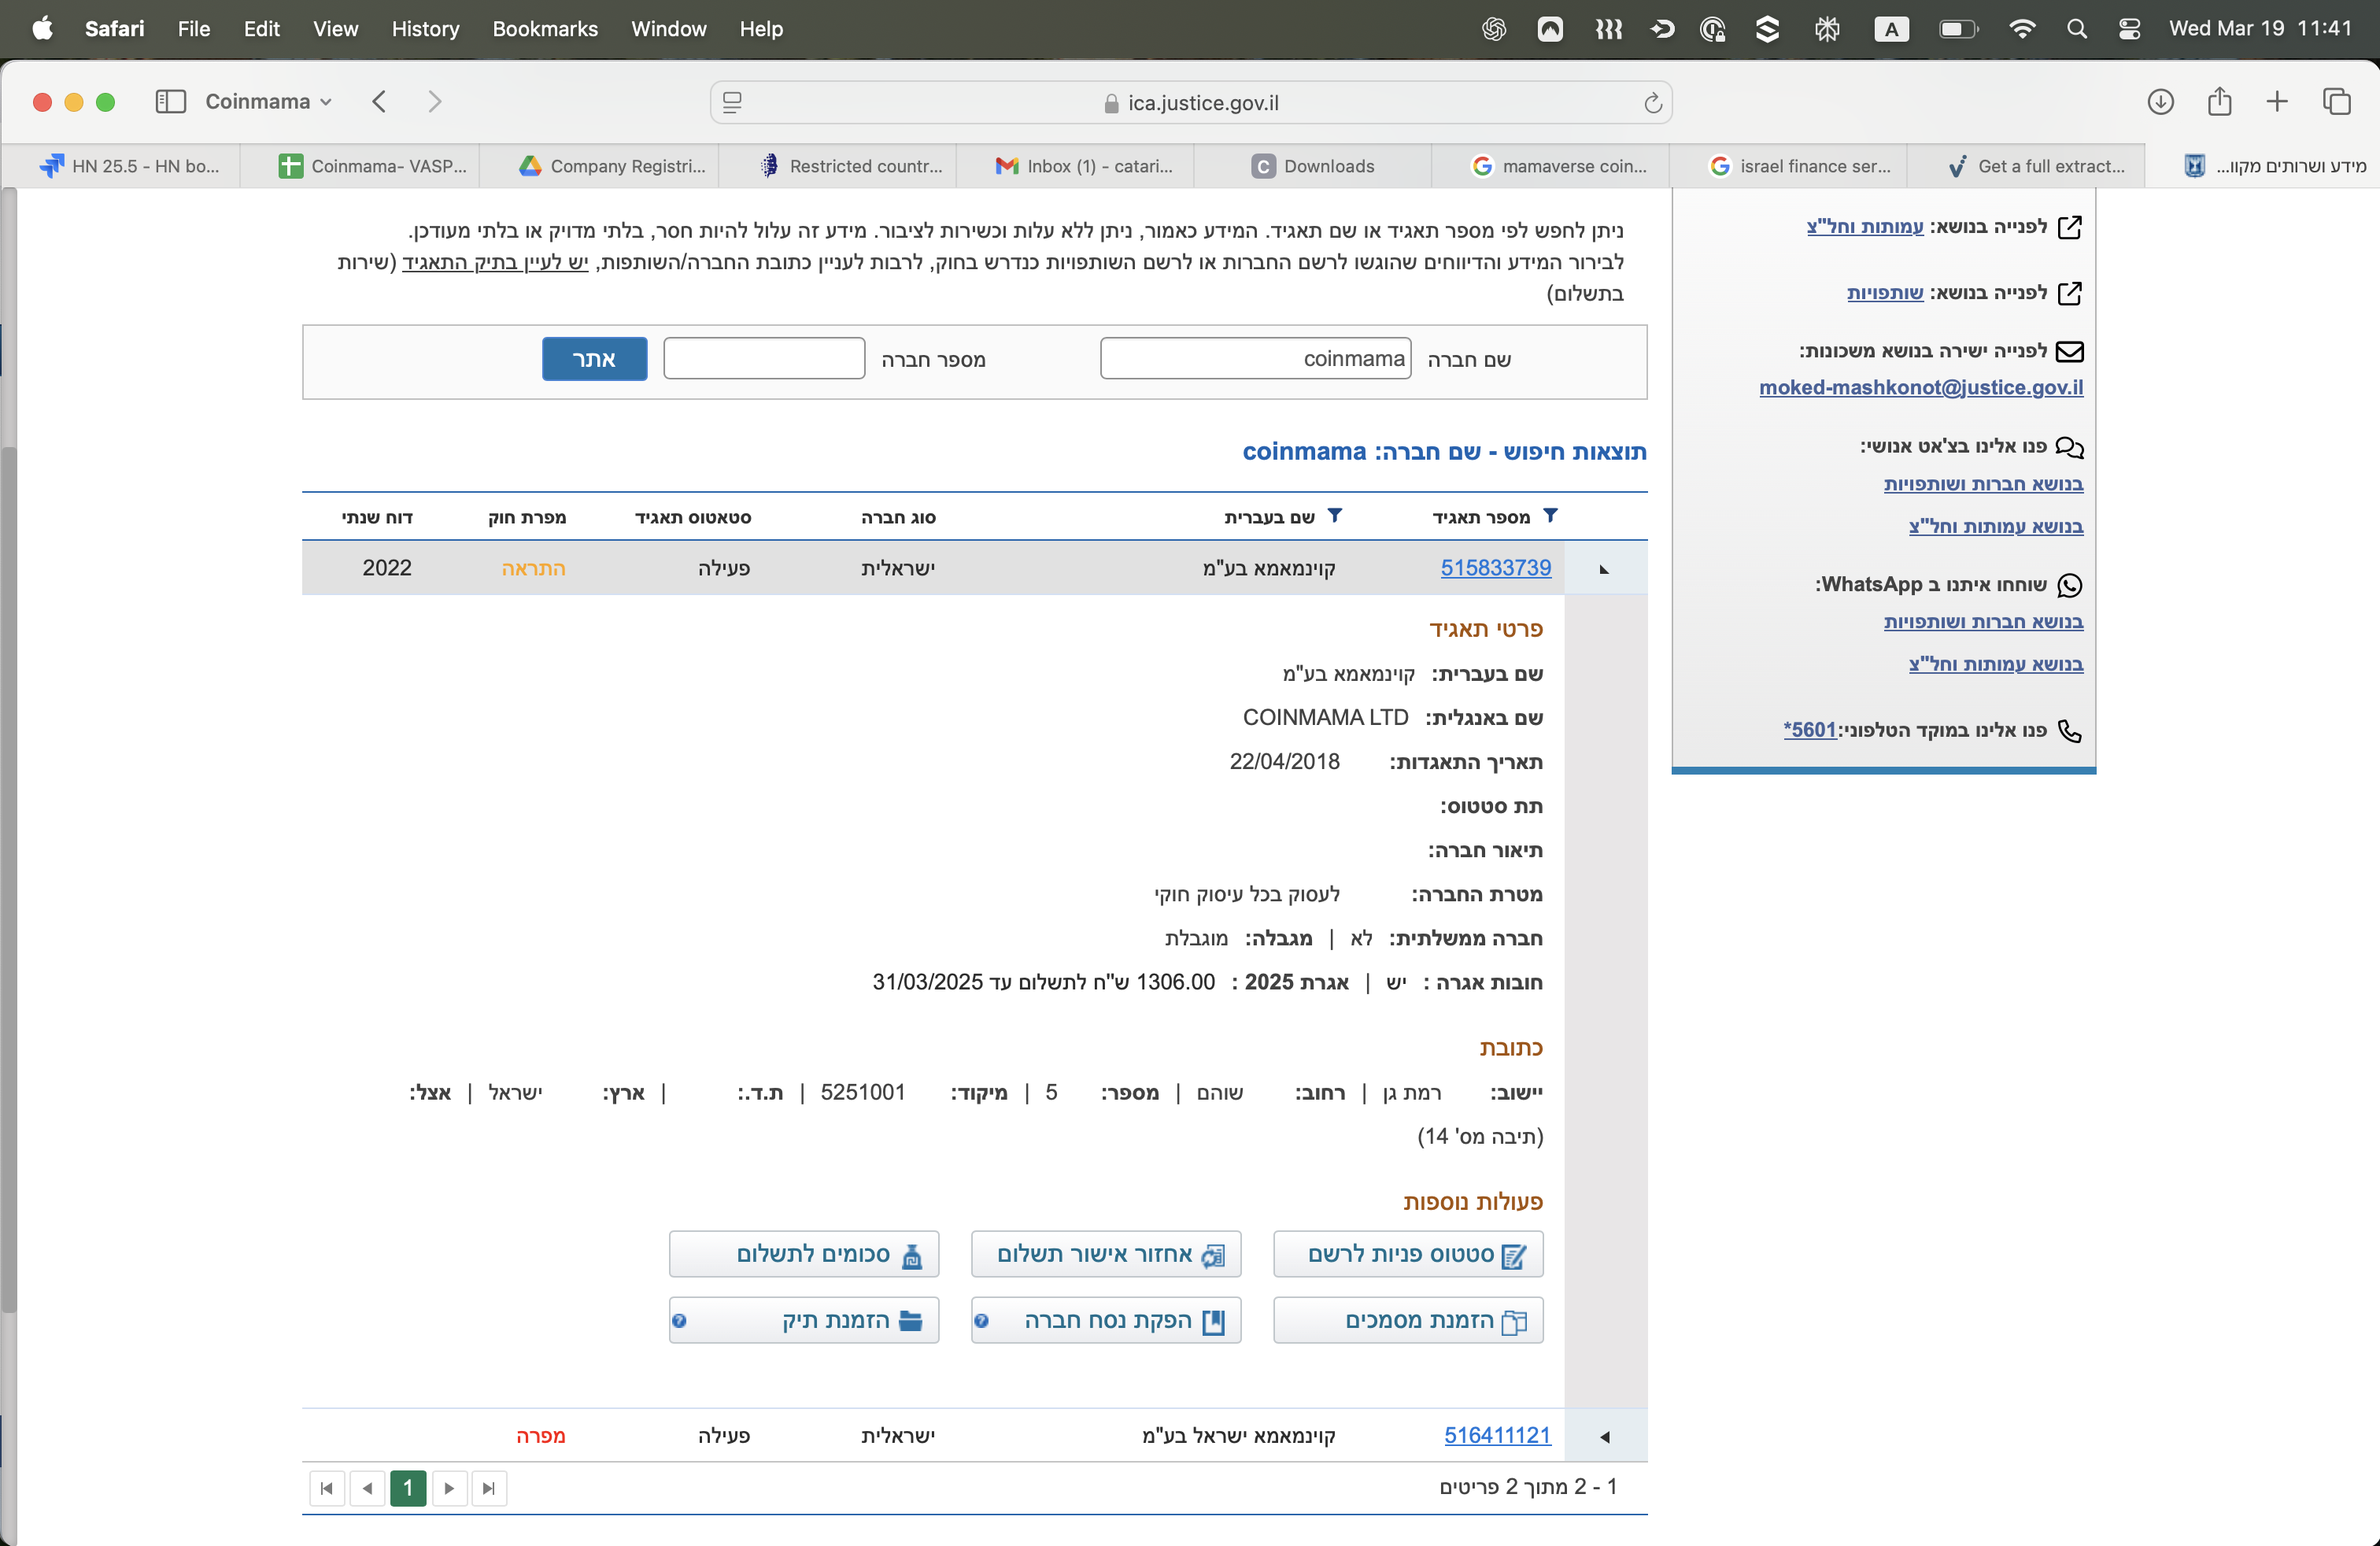 Safari File Edit View History Bookmarks Window Help A Wed Mar 19 11:41
Coinmama ica.justice.gov.il
HN 25.5 - HN bo... Coinmama- VASP... Company Registri... Restricted countr... Inbox (1) - catari... C Downloads mamaverse coin... israel finance ser... Get a full extract... מידע ושרותים מקוו...
לפנייה בנושא: עמותות וחל"צ
לפנייה בנושא: שותפויות
לפנייה ישירה בנושא משכונות:
moked-mashkonot@justice.gov.il
פנו אלינו בצ'אט אנושי:
בנושא חברות ושותפויות
בנושא עמותות וחל"צ
שוחחו איתנו ב WhatsApp:
בנושא חברות ושותפויות
בנושא עמותות וחל"צ
פנו אלינו במוקד הטלפוני:5601*
ניתן לחפש לפי מספר תאגיד או שם תאגיד. המידע כאמור, ניתן ללא עלות וכשירות לציבור. מידע זה עלול להיות חסר, בלתי מדויק או בלתי מעודכן.
לבירור המידע והדיווחים שהוגשו לרשם החברות או לרשם השותפויות כנדרש בחוק, לרבות לעניין כתובת החברה/השותפות, יש לעיין בתיק התאגיד (שירות
בתשלום)
שם חברה coinmama מספר חברה אתר
תוצאות חיפוש - שם חברה: coinmama
מספר תאגיד שם בעברית סוג חברה סטאטוס תאגיד מפרת חוק דוח שנתי
515833739 קוינמאמא בע"מ ישראלית פעילה התראה 2022
פרטי תאגיד
שם בעברית: קוינמאמא בע"מ
שם באנגלית: COINMAMA LTD
תאריך התאגדות: 22/04/2018
תת סטטוס:
תיאור חברה:
מטרת החברה: לעסוק בכל עיסוק חוקי
חברה ממשלתית: לא | מגבלה: מוגבלת
חובות אגרה : יש | אגרת 2025 : 1306.00 ש"ח לתשלום עד 31/03/2025
כתובת
יישוב: רמת גן | רחוב: שוהם | מספר: 5 | מיקוד: 5251001 | ת.ד.: | ארץ: ישראל | אצל:
(תיבה מס' 14)
פעולות נוספות
סטטוס פניות לרשם אחזור אישור תשלום סכומים לתשלום
הזמנת מסמכים הפקת נסח חברה הזמנת תיק
516411121 קוינמאמא ישראל בע"מ ישראלית פעילה מפרה
1 - 2 מתוך 2 פריטים 1